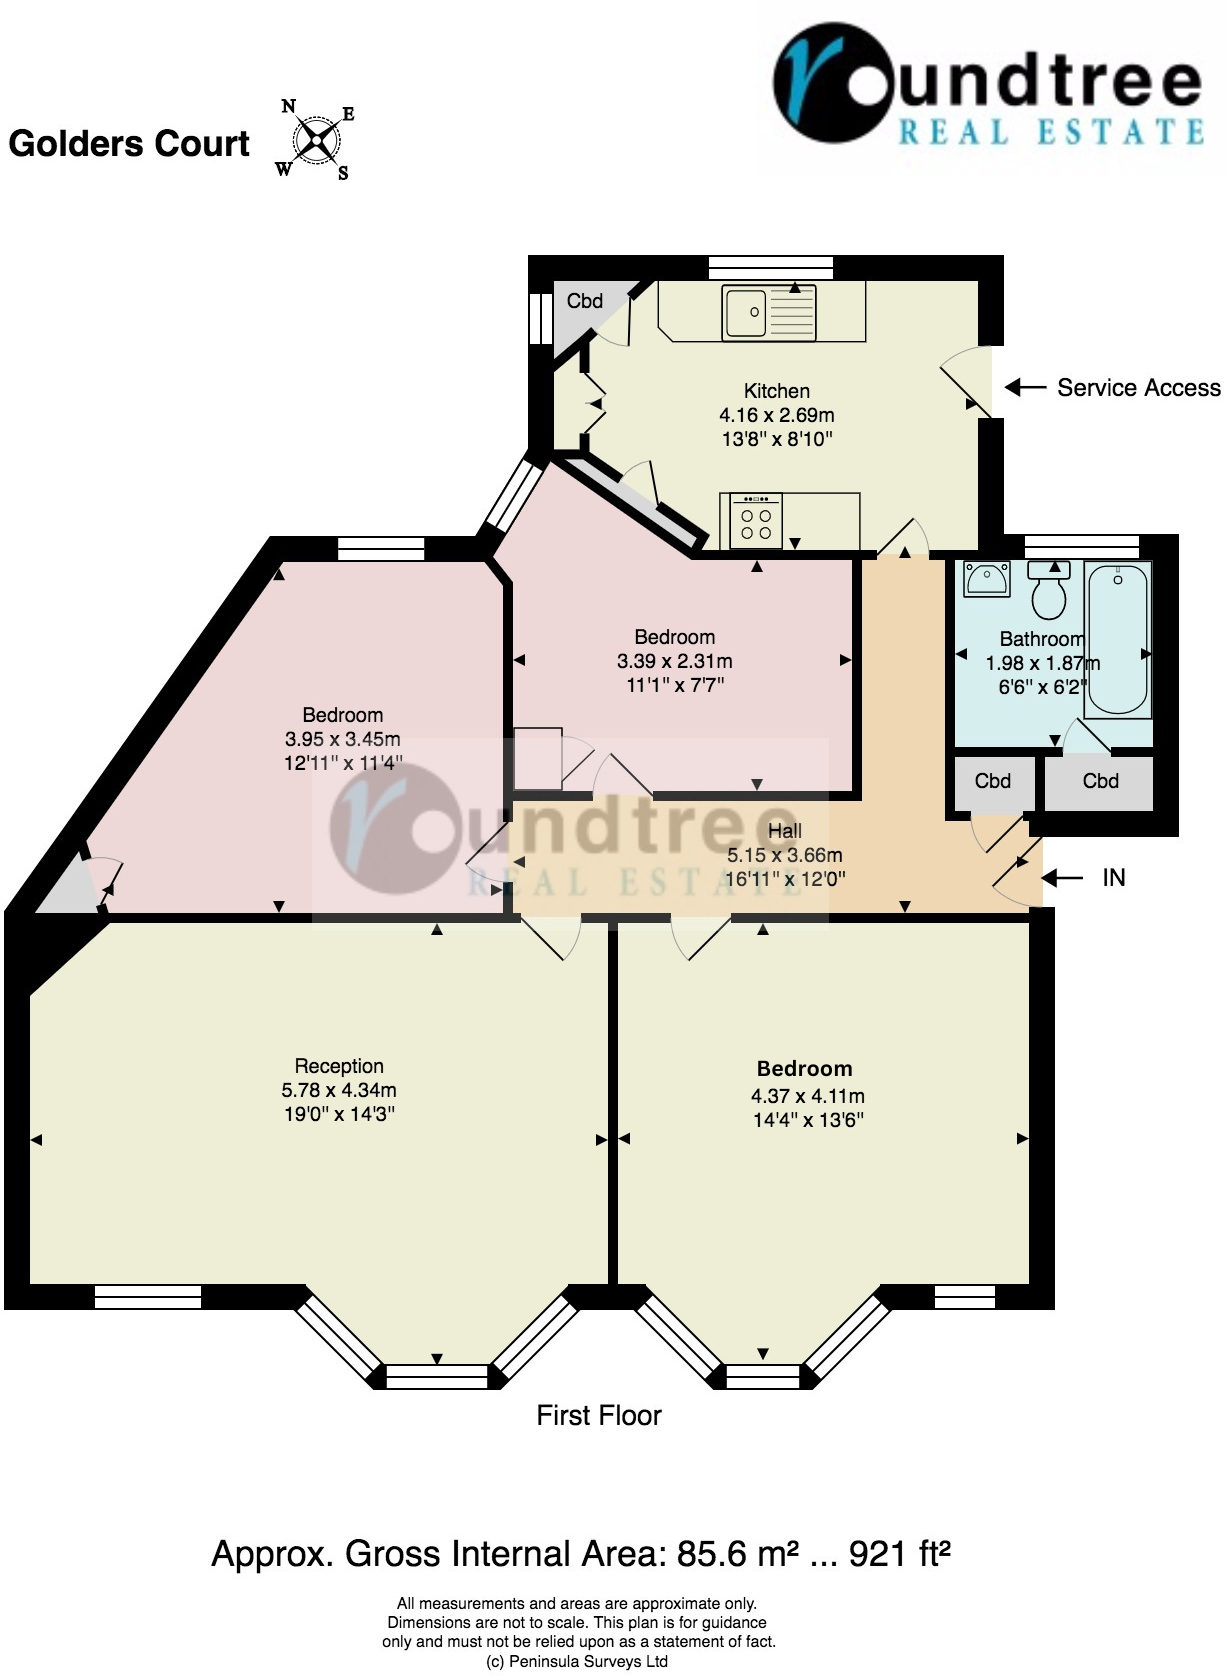 roundtree
REAL ESTATE
Golders Court
N
E
W
S
Cbd
Kitchen
4.16 x 2.69m
13'8" x 8'10"
Service Access
Bedroom
3.39 x 2.31m
11'1" x 7'7"
Bathroom
1.98 x 1.87m
6'6" x 6'2"
Bedroom
3.95 x 3.45m
12'11" x 11'4"
Cbd
Cbd
roundtree
REAL ESTATE
Hall
5.15 x 3.66m
16'11" x 12'0"
IN
Reception
5.78 x 4.34m
19'0" x 14'3"
Bedroom
4.37 x 4.11m
14'4" x 13'6"
First Floor
Approx. Gross Internal Area: 85.6 m² ... 921 ft²
All measurements and areas are approximate only.
Dimensions are not to scale. This plan is for guidance
only and must not be relied upon as a statement of fact.
(c) Peninsula Surveys Ltd